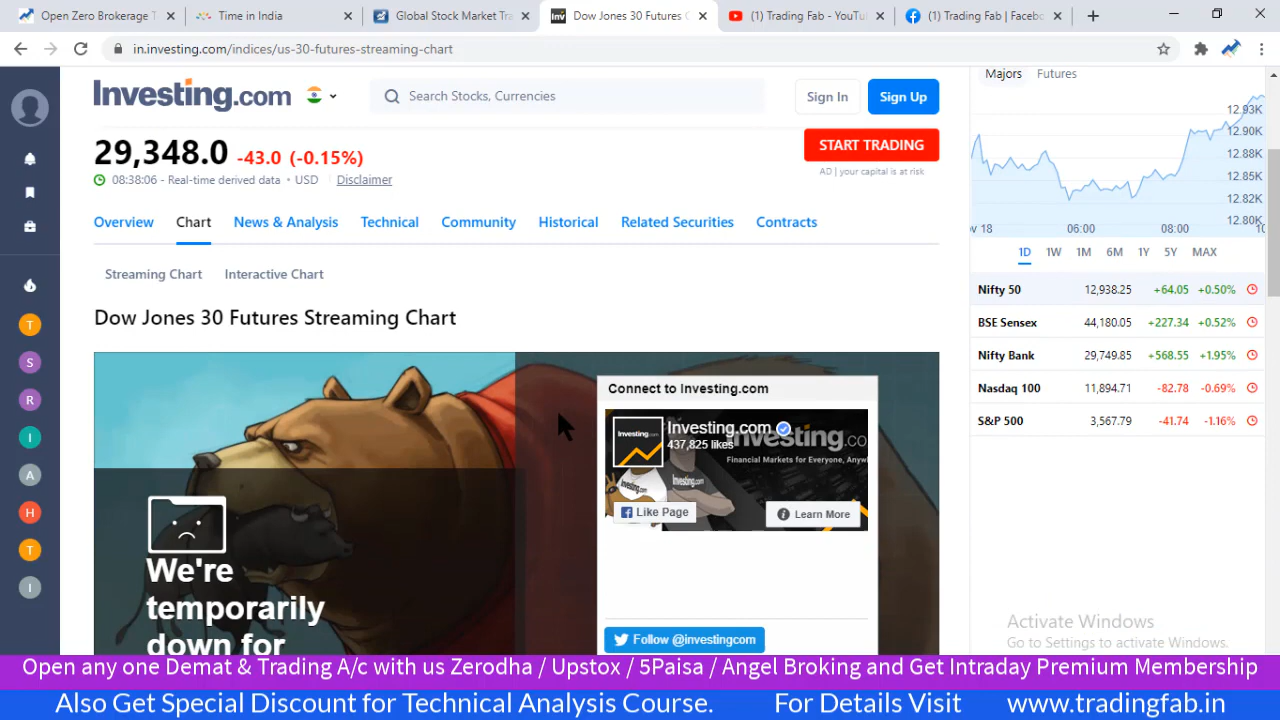 Open Zero Brokerage T
Time in India
Global Stock Market Tra
Dow Jones 30 Futures C
(1) Trading Fab - YouTu
(1) Trading Fab | Faceb
in.investing.com/indices/us-30-futures-streaming-chart
Investing.com
Search Stocks, Currencies
Sign In
Sign Up
29,348.0 -43.0 (-0.15%)
START TRADING
08:38:06 - Real-time derived data • USD Disclaimer
AD | your capital is at risk
Overview Chart News & Analysis Technical Community Historical Related Securities Contracts
Streaming Chart Interactive Chart
Dow Jones 30 Futures Streaming Chart
Connect to Investing.com
Investing.com
437,825 likes
Investing.co
Financial Markets for Everyone, Anyw
Like Page
Learn More
Follow @investingcom
We're
temporarily
down for
Majors Futures
12.93K
12.90K
12.88K
12.85K
12.82K
12.80K
ov 18 06:00 08:00 10
1D 1W 1M 6M 1Y 5Y MAX
Nifty 50 12,938.25 +64.05 +0.50%
BSE Sensex 44,180.05 +227.34 +0.52%
Nifty Bank 29,749.85 +568.55 +1.95%
Nasdaq 100 11,894.71 -82.78 -0.69%
S&P 500 3,567.79 -41.74 -1.16%
T
S
R
I
A
H
T
I
Activate Windows
Go to Settings to activate Windows.
Open any one Demat & Trading A/c with us Zerodha / Upstox / 5Paisa / Angel Broking and Get Intraday Premium Membership
Also Get Special Discount for Technical Analysis Course. For Details Visit www.tradingfab.in